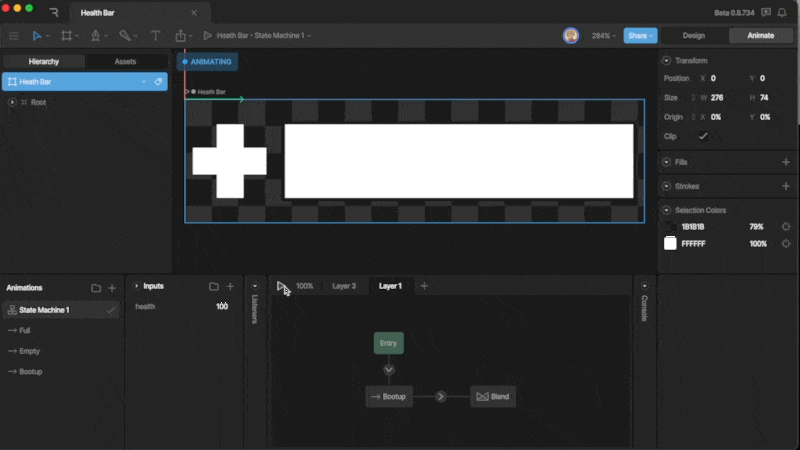 Health Bar
Beta 0.8.734
Heath Bar - State Machine 1
284%
Share
Design
Animate
Hierarchy
Assets
ANIMATING
Transform
Heath Bar
Position X 0 Y 0
Root
Heath Bar
Size W 276 H 74
Origin X 0% Y 0%
Clip
Fills
Strokes
Selection Colors
1B1B1B 79%
FFFFFF 100%
Animations
Inputs
Listeners
100%
Layer 3
Layer 1
Console
State Machine 1
health 100
Full
Empty
Bootup
Entry
Bootup
Blend